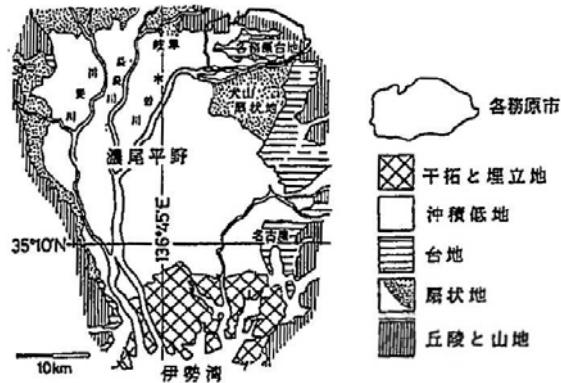 岐阜
各務原台地
揖斐川
長良川
木曽川
犬山
扇状地
濃尾平野
136°45'E
35°10'N
名古屋
10km
伊勢湾
各務原市
干拓と埋立地
沖積低地
台地
扇状地
丘陵と山地